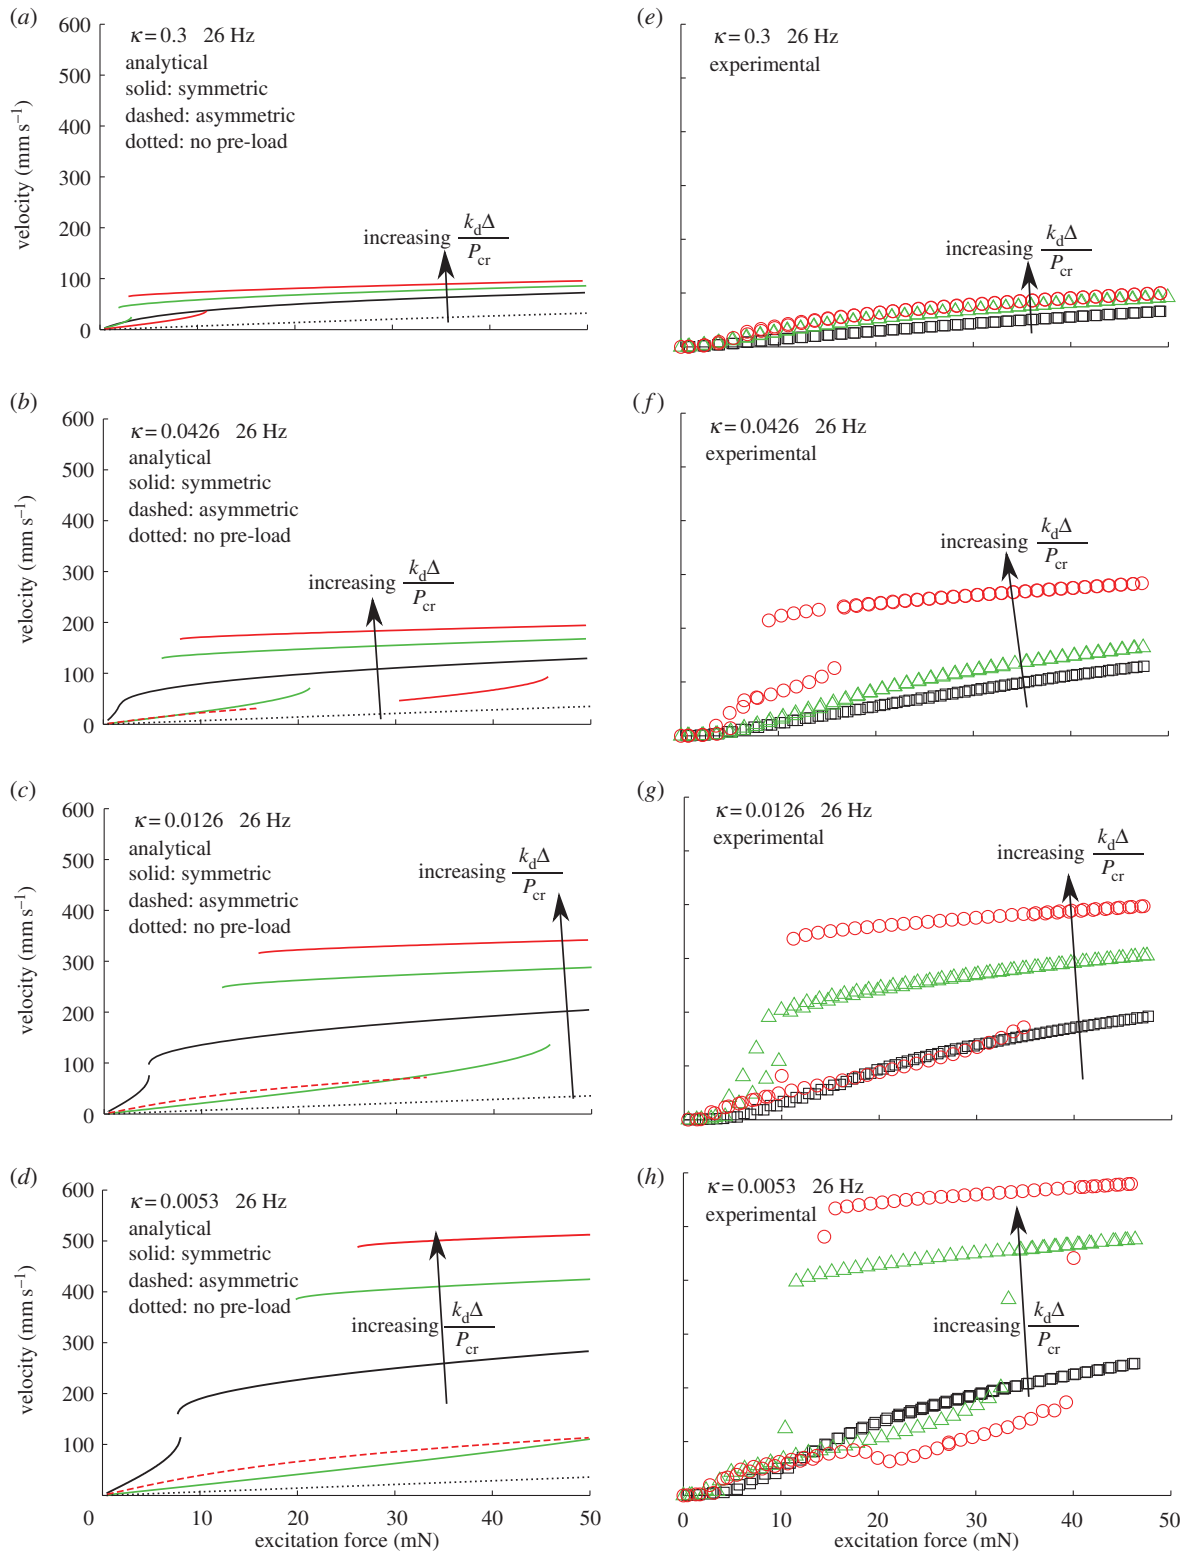 (a)
600
500
400
300
200
100
0
velocity (mm s⁻¹)
κ = 0.3 26 Hz
analytical
solid: symmetric
dashed: asymmetric
dotted: no pre-load
increasing k_dΔ/P_cr
(e)
κ = 0.3 26 Hz
experimental
increasing k_dΔ/P_cr
(b)
600
500
400
300
200
100
0
velocity (mm s⁻¹)
κ = 0.0426 26 Hz
analytical
solid: symmetric
dashed: asymmetric
dotted: no pre-load
increasing k_dΔ/P_cr
(f)
κ = 0.0426 26 Hz
experimental
increasing k_dΔ/P_cr
(c)
600
500
400
300
200
100
0
velocity (mm s⁻¹)
κ = 0.0126 26 Hz
analytical
solid: symmetric
dashed: asymmetric
dotted: no pre-load
increasing k_dΔ/P_cr
(g)
κ = 0.0126 26 Hz
experimental
increasing k_dΔ/P_cr
(d)
600
500
400
300
200
100
velocity (mm s⁻¹)
κ = 0.0053 26 Hz
analytical
solid: symmetric
dashed: asymmetric
dotted: no pre-load
increasing k_dΔ/P_cr
0 10 20 30 40 50
excitation force (mN)
(h)
κ = 0.0053 26 Hz
experimental
increasing k_dΔ/P_cr
0 10 20 30 40 50
excitation force (mN)